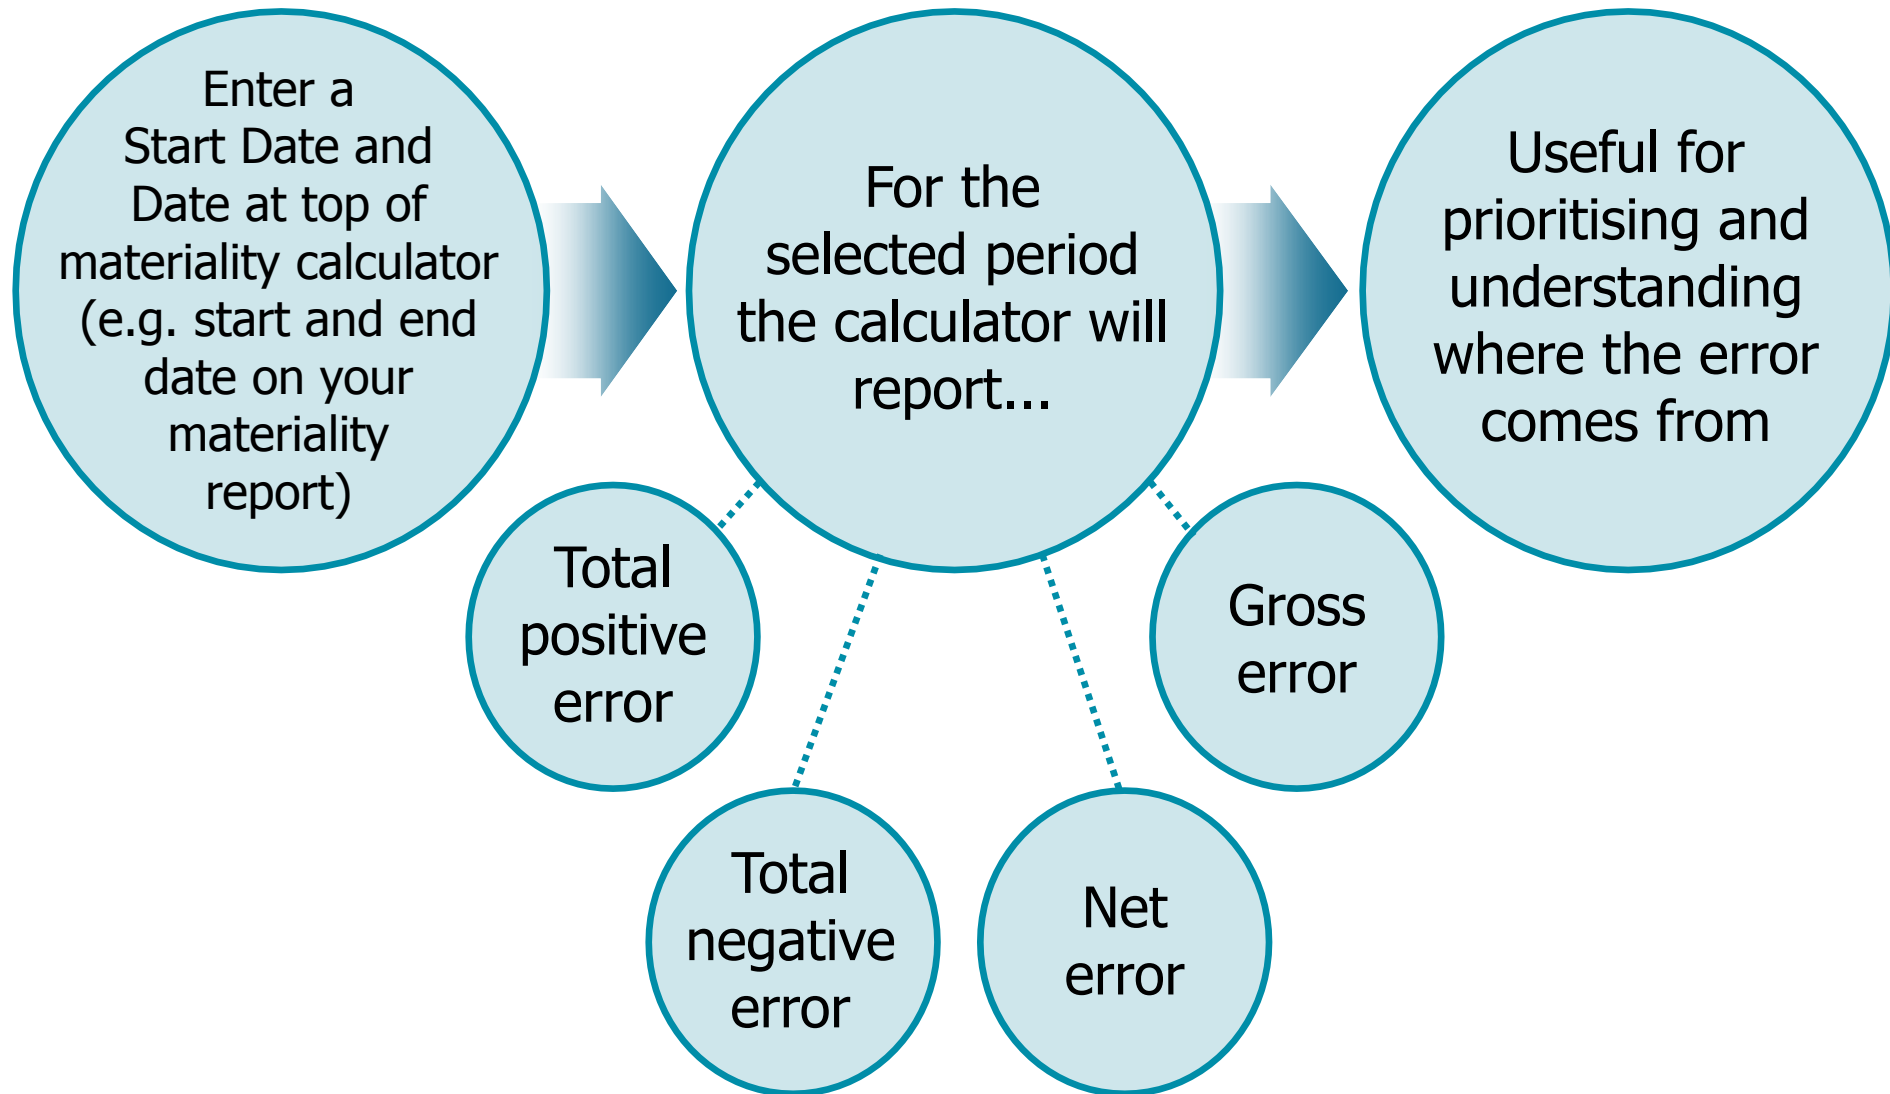 Enter a
Start Date and
Date at top of
materiality calculator
(e.g. start and end
date on your
materiality
report)
For the
selected period
the calculator will
report...
Useful for
prioritising and
understanding
where the error
comes from
Total
positive
error
Total
negative
error
Net
error
Gross
error